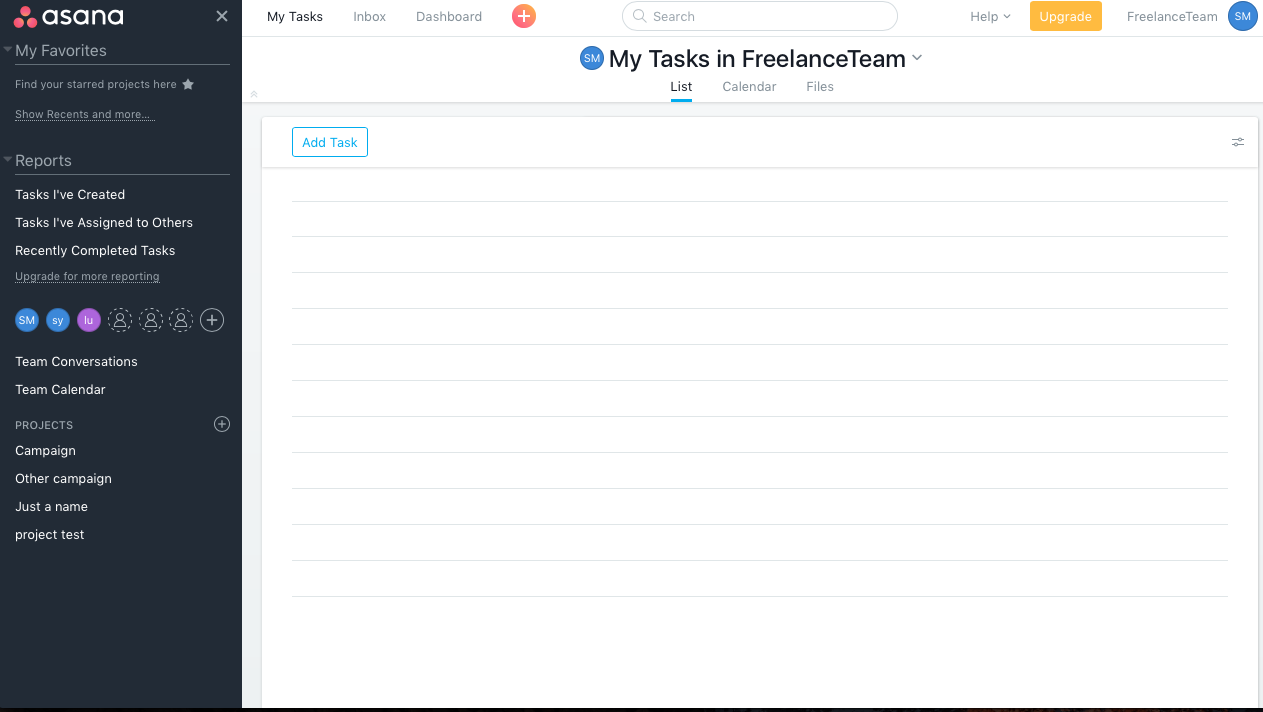 asana
My Favorites
Find your starred projects here
Show Recents and more...
Reports
Tasks I've Created
Tasks I've Assigned to Others
Recently Completed Tasks
Upgrade for more reporting
SM sy lu
Team Conversations
Team Calendar
PROJECTS
Campaign
Other campaign
Just a name
project test
My Tasks Inbox Dashboard Search Help Upgrade FreelanceTeam SM
SM My Tasks in FreelanceTeam
List Calendar Files
Add Task